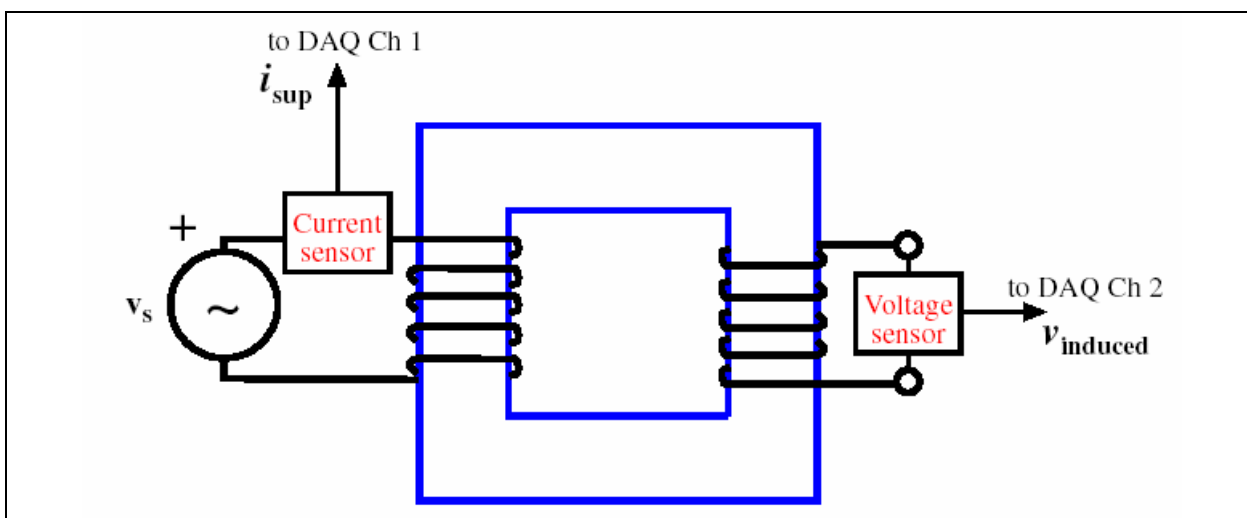 to DAQ Ch 1
i_sup
+
Current
sensor
v_s
~
to DAQ Ch 2
Voltage
sensor
v_induced